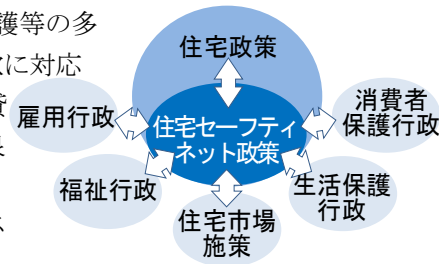 護等の多
に対応
住宅政策
雇用行政
住宅セーフティ
ネット政策
消費者
保護行政
福祉行政
住宅市場
施策
生活保護
行政